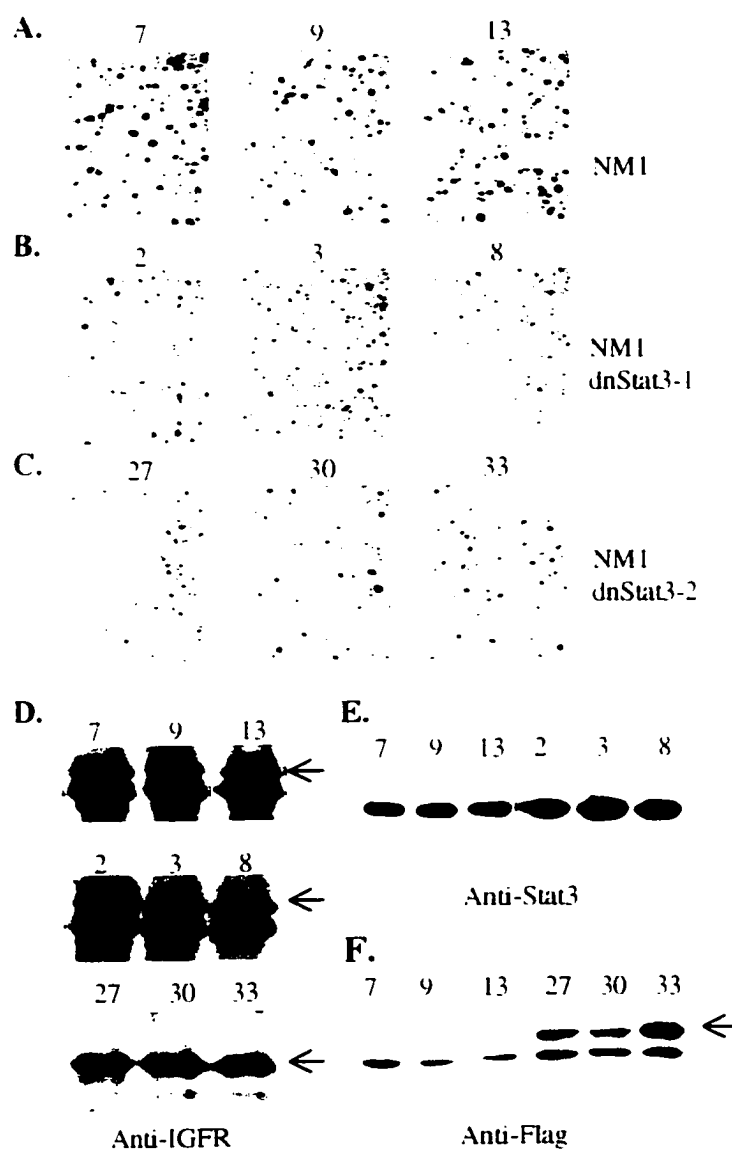 A.
7 9 13
NM1
B.
2 3 8
NM1
dnStat3-1
C.
27 30 33
NM1
dnStat3-2
D.
7 9 13
2 3 8
27 30 33
Anti-IGFR
E.
7 9 13 2 3 8
Anti-Stat3
F.
7 9 13 27 30 33
Anti-Flag